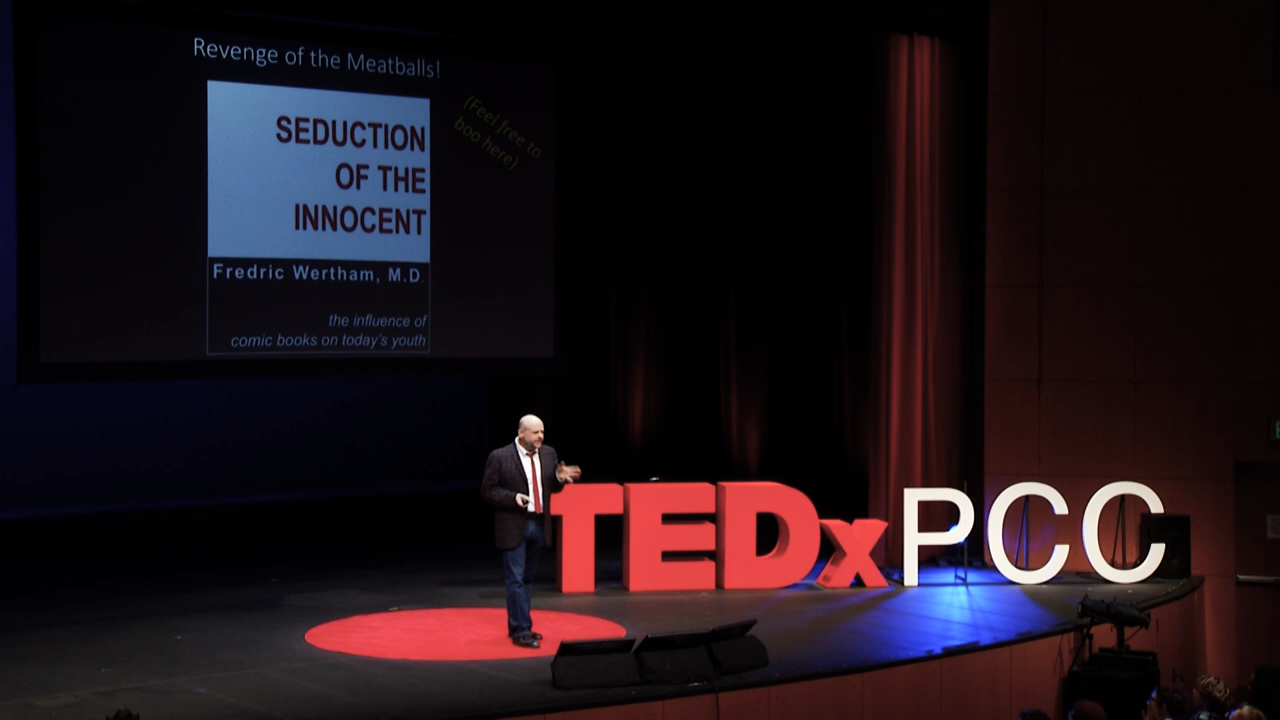 Revenge of the Meatballs!
SEDUCTION
OF THE
INNOCENT
(Feel free to
boo here)
Fredric Wertham, M.D.
the influence of
comic books on today's youth
TEDxPCC